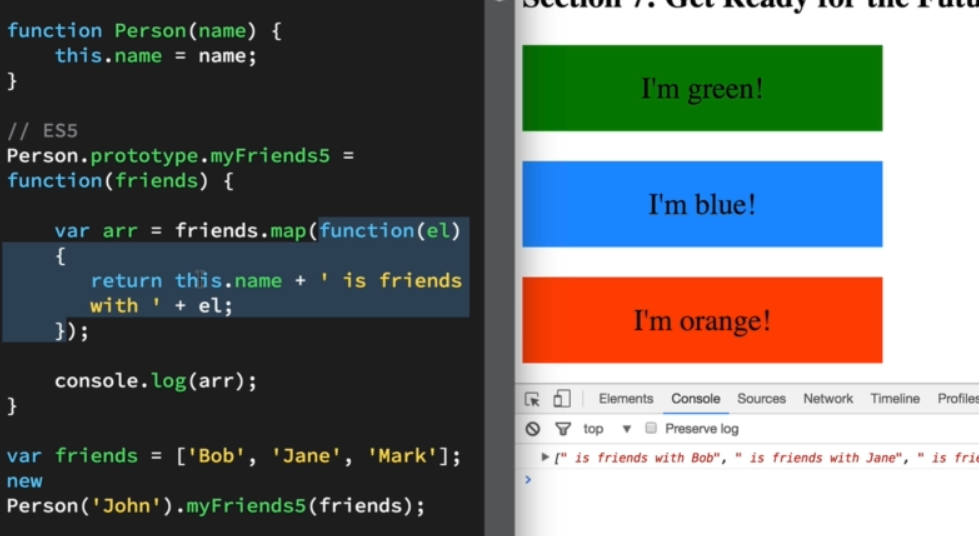 function Person(name) {
    this.name = name;
}
// ES5
Person.prototype.myFriends5 =
function(friends) {
    var arr = friends.map(function(el)
    {
       return this.name + ' is friends
       with ' + el;
    });
    console.log(arr);
}
var friends = ['Bob', 'Jane', 'Mark'];
new
Person('John').myFriends5(friends);
Section 7: Get Ready for the Futu
I'm green!
I'm blue!
I'm orange!
Elements Console Sources Network Timeline Profiles
top ▼ Preserve log
▶ [" is friends with Bob", " is friends with Jane", " is frie
>